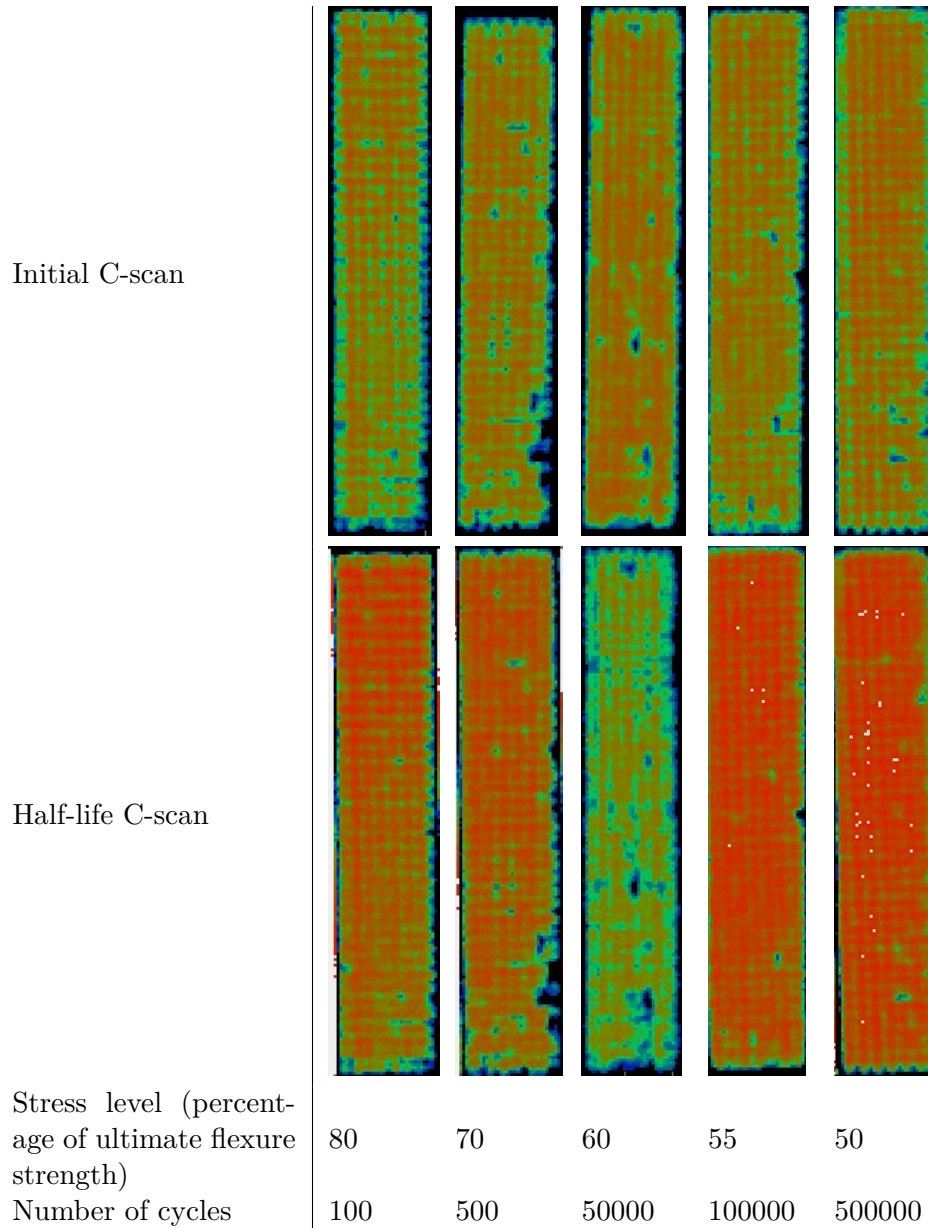 Initial C-scan
Half-life C-scan
Stress level (percent-
age of ultimate flexure
strength)
80 70 60 55 50
Number of cycles 100 500 50000 100000 500000